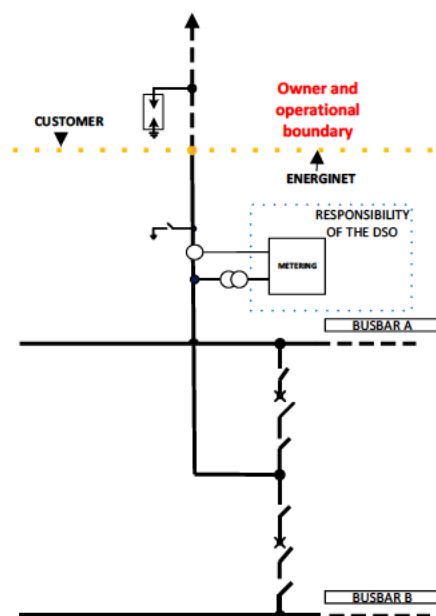 Owner and
operational
boundary
CUSTOMER
ENERGINET
RESPONSIBILITY
OF THE DSO
METERING
BUSBAR A
BUSBAR B